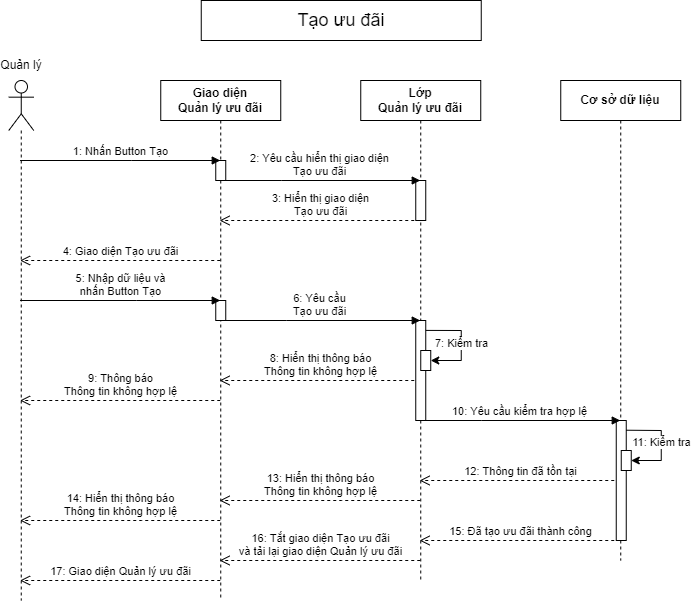 Tạo ưu đãi
Quản lý
Giao diện
Quản lý ưu đãi
Lớp
Quản lý ưu đãi
Cơ sở dữ liệu
1: Nhấn Button Tạo
2: Yêu cầu hiển thị giao diện
Tạo ưu đãi
3: Hiển thị giao diện
Tạo ưu đãi
4: Giao diện Tạo ưu đãi
5: Nhập dữ liệu và
nhấn Button Tạo
6: Yêu cầu
Tạo ưu đãi
7: Kiểm tra
8: Hiển thị thông báo
Thông tin không hợp lệ
9: Thông báo
Thông tin không hợp lệ
10: Yêu cầu kiểm tra hợp lệ
11: Kiểm tra
12: Thông tin đã tồn tại
13: Hiển thị thông báo
Thông tin không hợp lệ
14: Hiển thị thông báo
Thông tin không hợp lệ
15: Đã tạo ưu đãi thành công
16: Tắt giao diện Tạo ưu đãi
và tải lại giao diện Quản lý ưu đãi
17: Giao diện Quản lý ưu đãi